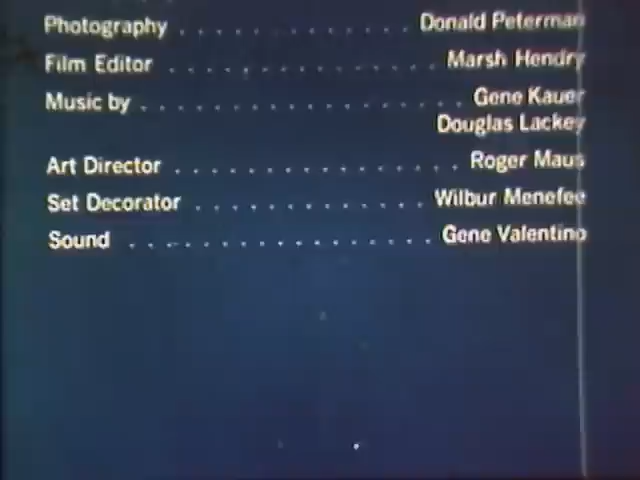 Photography . . . . . . . . . . . . . . Donald Peterman
Film Editor . . . . . . . . . . . . . . . Marsh Hendry
Music by . . . . . . . . . . . . . . . . . . Gene Kauer
Douglas Lackey
Art Director . . . . . . . . . . . . . . . . Roger Maus
Set Decorator . . . . . . . . . . . . . Wilbur Menefee
Sound . . . . . . . . . . . . . . . . . Gene Valentino